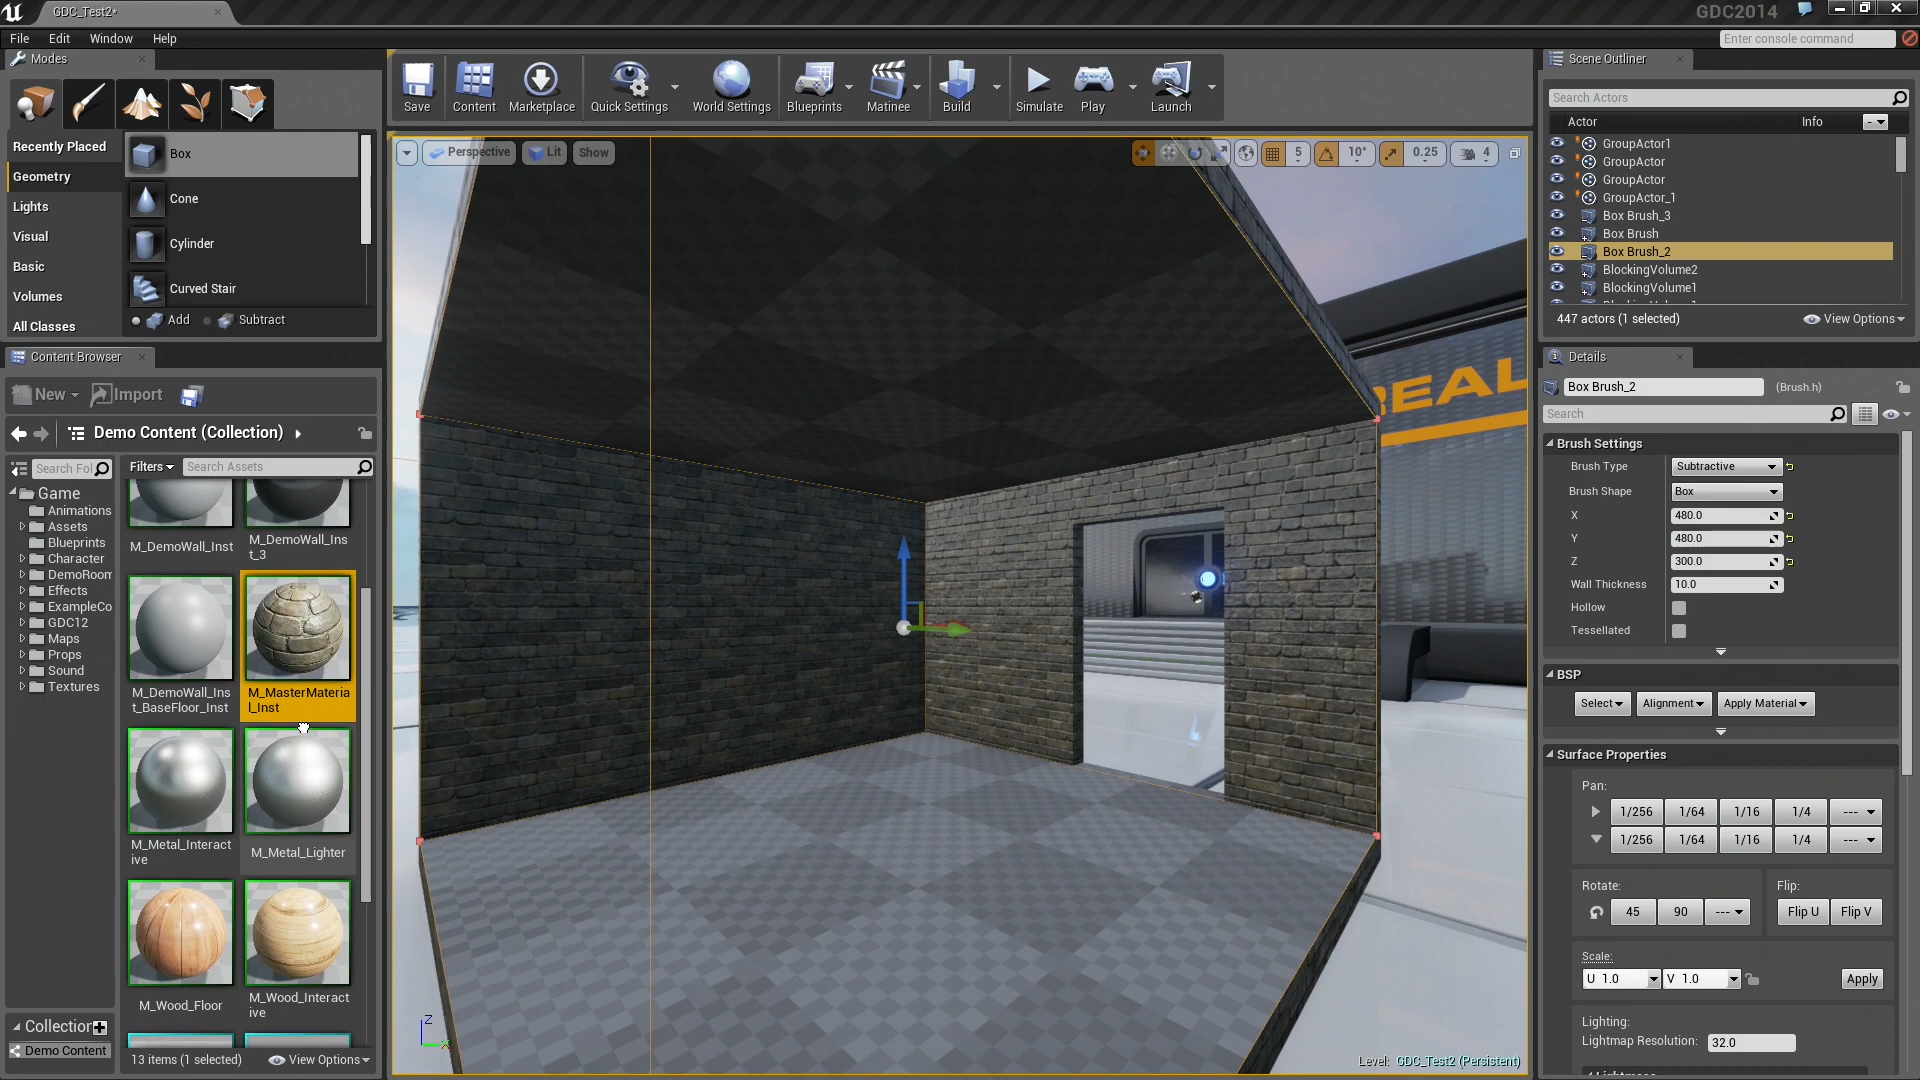 GDC_Test2*
GDC2014
File Edit Window Help
Enter console command
Modes
Recently Placed
Geometry
Lights
Visual
Basic
Volumes
All Classes
Box
Cone
Cylinder
Curved Stair
Add Subtract
Save Content Marketplace Quick Settings World Settings Blueprints Matinee Build Simulate Play Launch
Perspective Lit Show
5 10° 0.25 4
REAL
Level: GDC_Test2 (Persistent)
Z
X
Content Browser
New Import
Demo Content (Collection)
Search Fol
Filters Search Assets
Game
Animations
Assets
Blueprints
Character
DemoRoom
Effects
ExampleCo
GDC12
Maps
Props
Sound
Textures
Collection
Demo Content
M_DemoWall_Inst
M_DemoWall_Ins
t_3
M_DemoWall_Ins
t_BaseFloor_Inst
M_MasterMateria
l_Inst
M_Metal_Interact
ive
M_Metal_Lighter
M_Wood_Floor
M_Wood_Interact
ive
13 items (1 selected) View Options
Scene Outliner
Search Actors
Actor Info
GroupActor1
GroupActor
GroupActor
GroupActor_1
Box Brush_3
Box Brush
Box Brush_2
BlockingVolume2
BlockingVolume1
447 actors (1 selected) View Options
Details
Box Brush_2 (Brush.h)
Search
Brush Settings
Brush Type Subtractive
Brush Shape Box
X 480.0
Y 480.0
Z 300.0
Wall Thickness 10.0
Hollow
Tessellated
BSP
Select Alignment Apply Material
Surface Properties
Pan:
1/256 1/64 1/16 1/4 ---
1/256 1/64 1/16 1/4 ---
Rotate: Flip:
45 90 --- Flip U Flip V
Scale:
U 1.0 V 1.0 Apply
Lighting:
Lightmap Resolution: 32.0